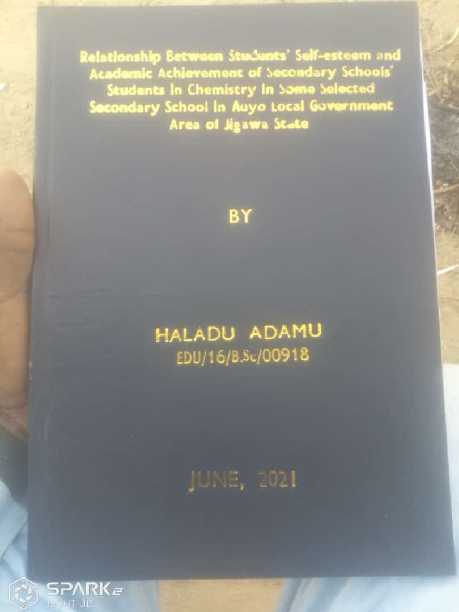 Relationship Between Students' Self-esteem and
Academic Achievement of Secondary Schools'
Students In Chemistry In Some Selected
Secondary School In Auyo Local Government
Area of Jigawa State
BY
HALADU ADAMU
EDU/16/B.Sc/00918
JUNE, 2021
SPARK 2